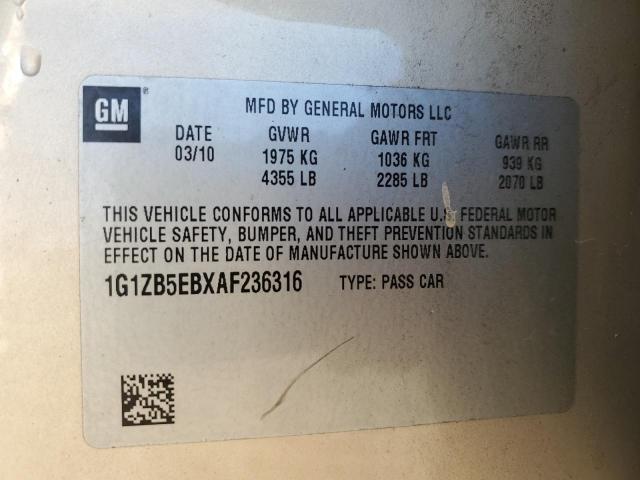 GM
MFD BY GENERAL MOTORS LLC
DATE GVWR GAWR FRT GAWR RR
03/10 1975 KG 1036 KG 939 KG
4355 LB 2285 LB 2070 LB
THIS VEHICLE CONFORMS TO ALL APPLICABLE U.S. FEDERAL MOTOR
VEHICLE SAFETY, BUMPER, AND THEFT PREVENTION STANDARDS IN
EFFECT ON THE DATE OF MANUFACTURE SHOWN ABOVE.
1G1ZB5EBXAF236316 TYPE: PASS CAR